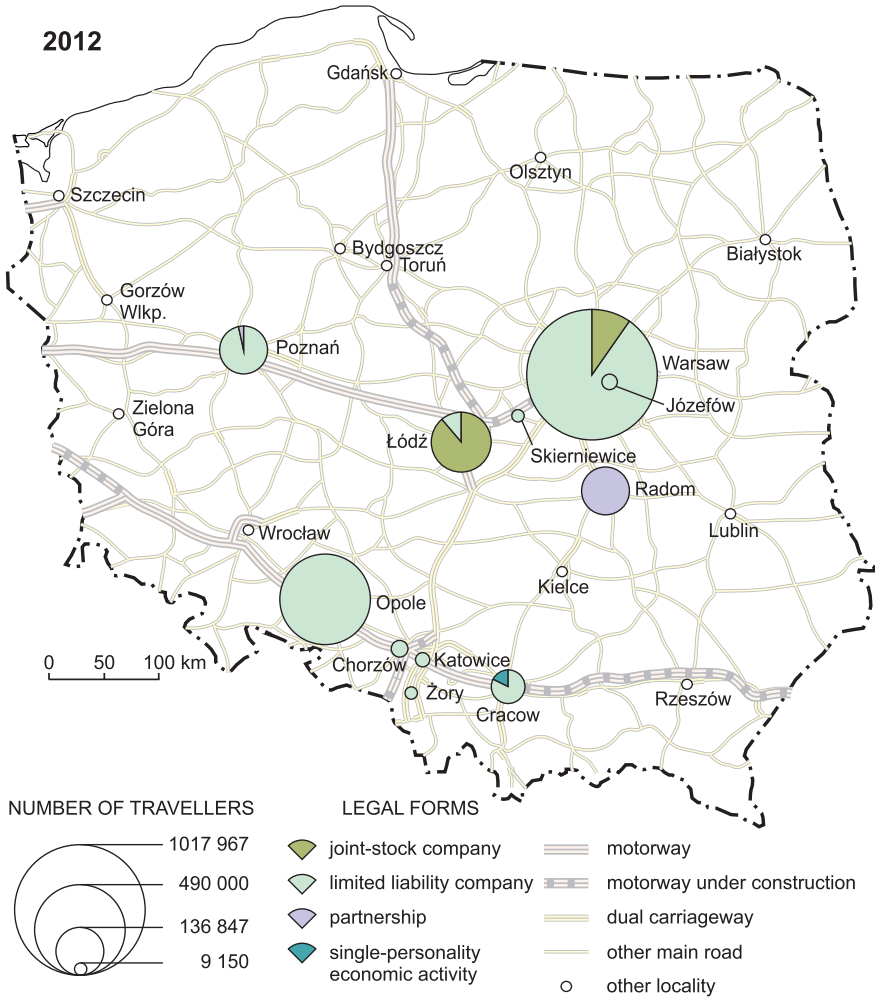 2012
Gdańsk
Olsztyn
Szczecin
Bydgoszcz
Toruń
Białystok
Gorzów
Wlkp.
Poznań
Warsaw
Józefów
Zielona
Góra
Łódź
Skierniewice
Radom
Lublin
Wrocław
Kielce
Opole
Chorzów
Katowice
Żory
Cracow
Rzeszów
0 50 100 km
NUMBER OF TRAVELLERS
1017 967
490 000
136 847
9 150
LEGAL FORMS
joint-stock company
limited liability company
partnership
single-personality
economic activity
motorway
motorway under construction
dual carriageway
other main road
other locality